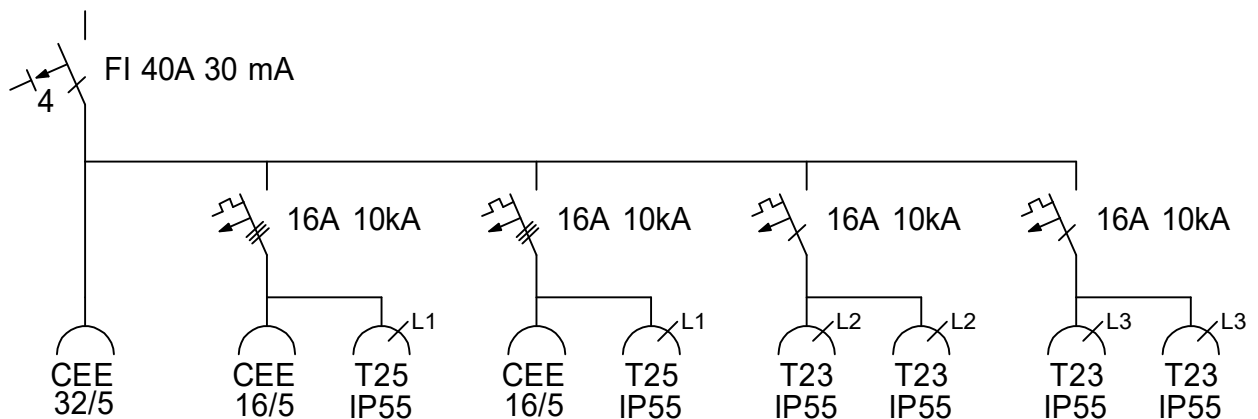 FI 40A 30 mA
4
16A 10kA
16A 10kA
16A 10kA
16A 10kA
L1
L1
L2
L2
L3
L3
CEE
32/5
CEE
16/5
T25
IP55
CEE
16/5
T25
IP55
T23
IP55
T23
IP55
T23
IP55
T23
IP55